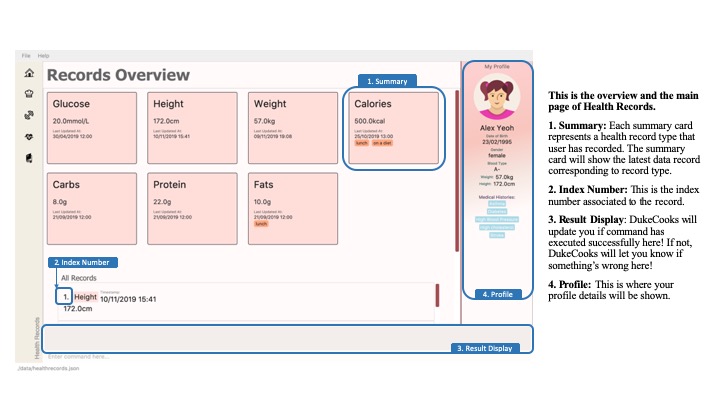 File Help
Records Overview
1. Summary
Glucose
20.0mmol/L
Last Updated At:
30/04/2019 12:00
Height
172.0cm
Last Updated At:
10/11/2019 15:41
Weight
57.0kg
Last Updated At:
09/11/2019 19:08
Calories
500.0kcal
Last Updated At:
25/10/2019 13:00
lunch on a diet
Carbs
8.0g
Last Updated At:
21/09/2019 12:00
Protein
22.0g
Last Updated At:
21/09/2019 12:00
Fats
10.0g
Last Updated At:
21/09/2019 12:00
lunch
2. Index Number
All Records
1. Height Timestamp: 10/11/2019 15:41
172.0cm
Health Records
3. Result Display
Enter command here...
./data/healthrecords.json
My Profile
Alex Yeoh
Date of Birth
23/02/1995
Gender
female
Blood Type
A-
Weight: 57.0kg
Height: 172.0cm
Medical Histories:
4. Profile
This is the overview and the main
page of Health Records.
1. Summary: Each summary card
represents a health record type that
user has recorded. The summary
card will show the latest data record
corresponding to record type.
2. Index Number: This is the index
number associated to the record.
3. Result Display: DukeCooks will
update you if command has
executed successfully here! If not,
DukeCooks will let you know if
something's wrong here!
4. Profile: This is where your
profile details will be shown.